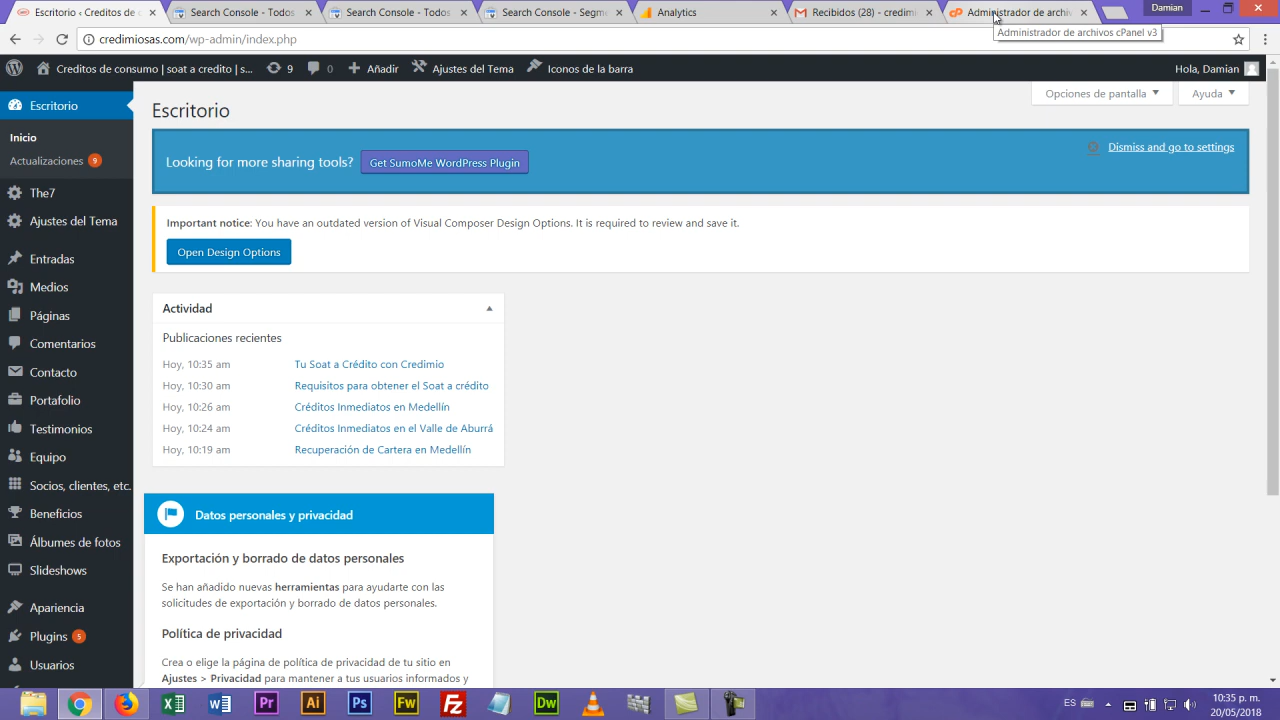 Escritorio ‹ Créditos de c
Search Console - Todos
Search Console - Todos
Search Console - Segm
Analytics
Recibidos (28) - credimi
Administrador de archiv
Damian
credimiosas.com/wp-admin/index.php
Administrador de archivos cPanel v3
Creditos de consumo | soat a credito | s...
9
0
Añadir
Ajustes del Tema
Iconos de la barra
Hola, Damian
Escritorio
Inicio
Actualizaciones 9
The7
Ajustes del Tema
Entradas
Medios
Páginas
Comentarios
Contacto
Portafolio
Testimonios
Equipo
Socios, clientes, etc.
Beneficios
Álbumes de fotos
Slideshows
Apariencia
Plugins 5
Usuarios
Opciones de pantalla
Ayuda
Escritorio
Looking for more sharing tools?
Get SumoMe WordPress Plugin
Dismiss and go to settings
Important notice: You have an outdated version of Visual Composer Design Options. It is required to review and save it.
Open Design Options
Actividad
Publicaciones recientes
Hoy, 10:35 am Tu Soat a Crédito con Credimio
Hoy, 10:30 am Requisitos para obtener el Soat a crédito
Hoy, 10:26 am Créditos Inmediatos en Medellín
Hoy, 10:24 am Créditos Inmediatos en el Valle de Aburrá
Hoy, 10:19 am Recuperación de Cartera en Medellín
Datos personales y privacidad
Exportación y borrado de datos personales
Se han añadido nuevas herramientas para ayudarte con las
solicitudes de exportación y borrado de datos personales.
Política de privacidad
Crea o elige la página de política de privacidad de tu sitio en
Ajustes > Privacidad para mantener a tus usuarios informados y
Pr
Ai
Ps
Fw
Fz
Dw
ES
10:35 p. m.
20/05/2018